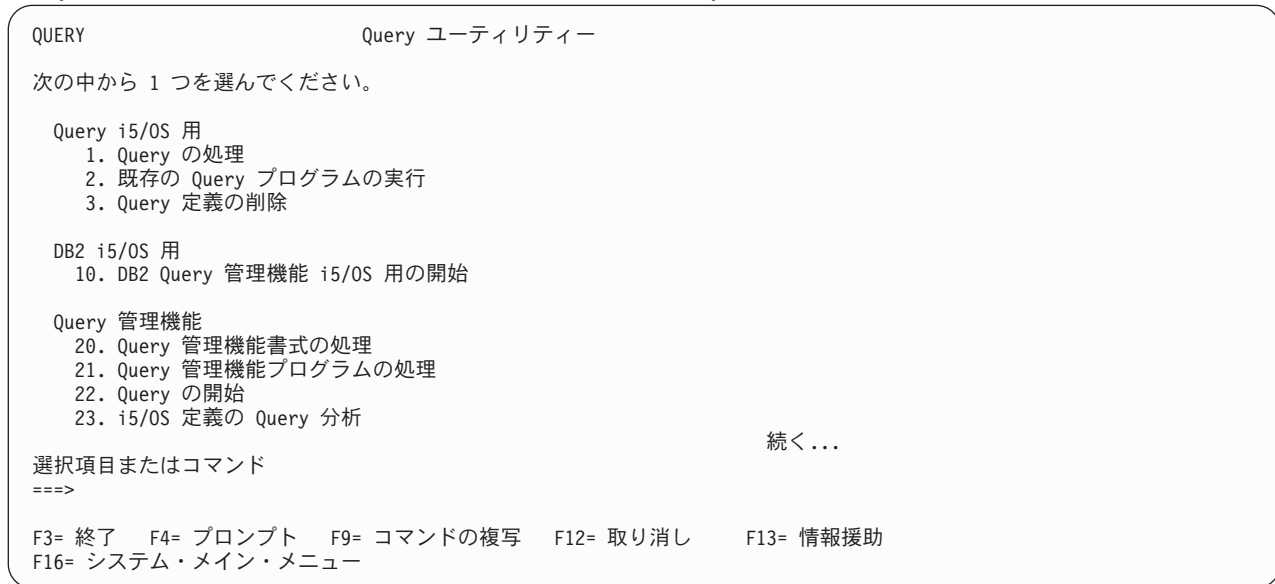 QUERY Query ユーティリティー
次の中から 1 つを選んでください。
Query i5/OS 用
1. Query の処理
2. 既存の Query プログラムの実行
3. Query 定義の削除
DB2 i5/OS 用
10. DB2 Query 管理機能 i5/OS 用の開始
Query 管理機能
20. Query 管理機能書式の処理
21. Query 管理機能プログラムの処理
22. Query の開始
23. i5/OS 定義の Query 分析
続く...
選択項目またはコマンド
===>
F3= 終了 F4= プロンプト F9= コマンドの複写 F12= 取り消し F13= 情報援助
F16= システム・メイン・メニュー